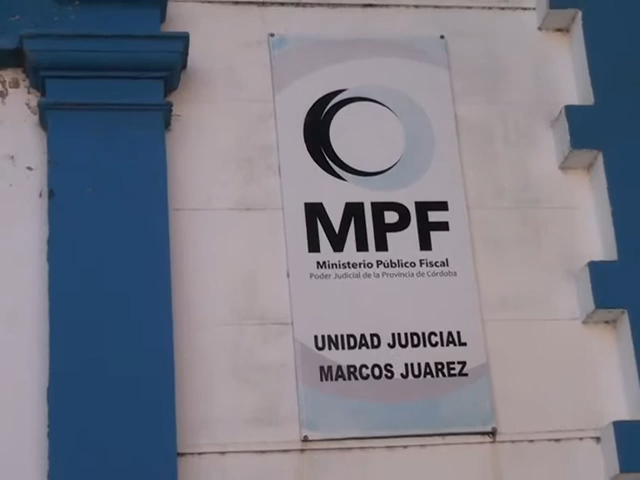 MPF
Ministerio Público Fiscal
Poder Judicial de la Provincia de Córdoba
UNIDAD JUDICIAL
MARCOS JUAREZ